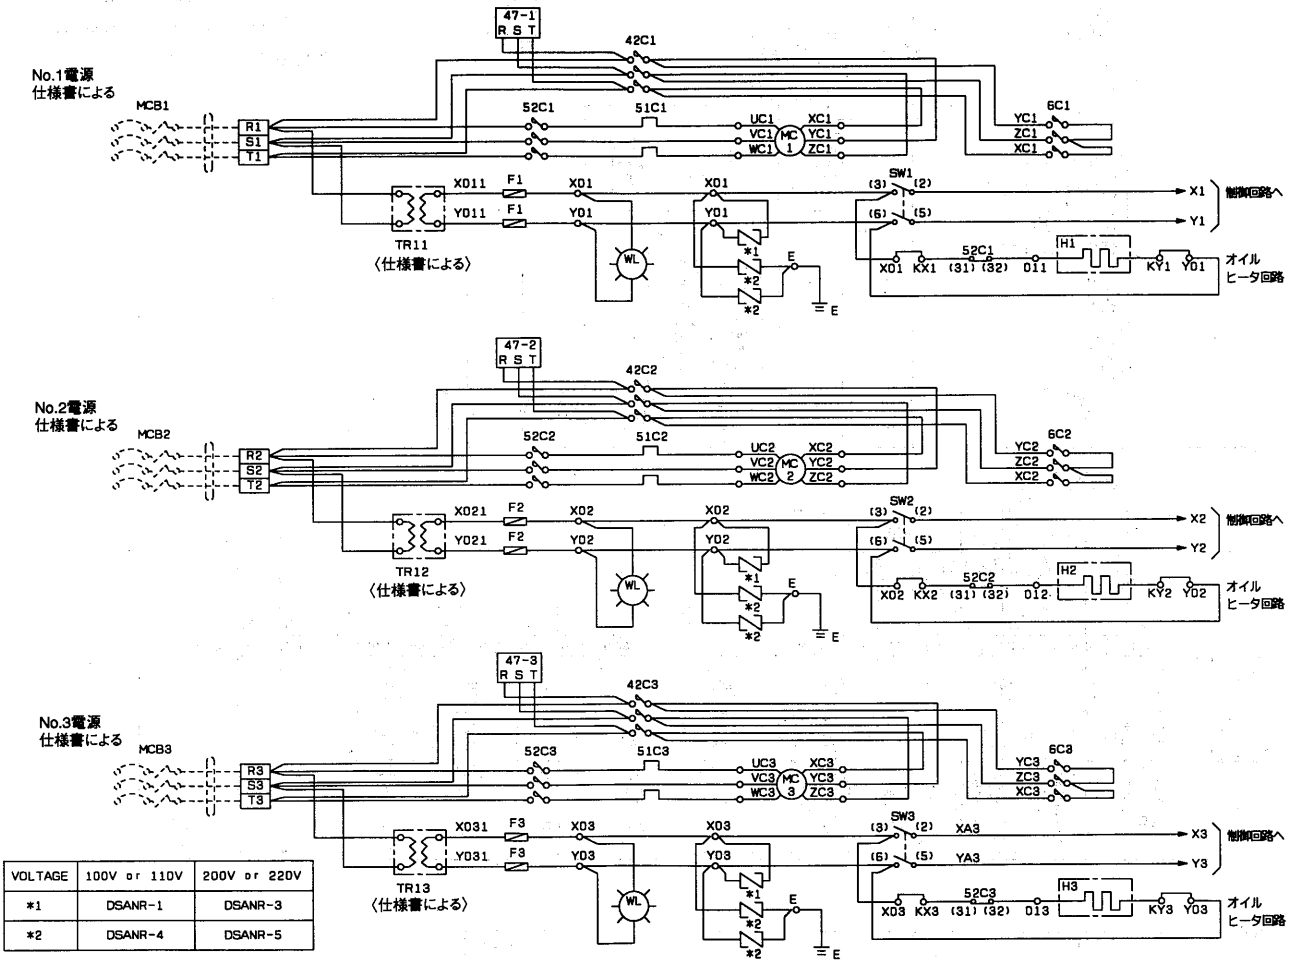 47-1
R S T
42C1
No.1電源
仕様書による
MCB1
52C1
51C1
6C1
R1
S1
T1
UC1
VC1
WC1
MC
1
XC1
YC1
ZC1
YC1
ZC1
XC1
X011
F1
X01
X01
SW1
(3)
(2)
X1
制御回路へ
Y011
F1
Y01
Y01
(6)
(5)
Y1
TR11
〈仕様書による〉
WL
*1
*2
*2
E
E
X01
KX1
52C1
(31)
(32)
011
H1
KY1
Y01
オイル
ヒータ回路
47-2
R S T
42C2
No.2電源
仕様書による
MCB2
52C2
51C2
6C2
R2
S2
T2
UC2
VC2
WC2
MC
2
XC2
YC2
ZC2
YC2
ZC2
XC2
X021
F2
X02
X02
SW2
(3)
(2)
X2
制御回路へ
Y021
F2
Y02
Y02
(6)
(5)
Y2
TR12
〈仕様書による〉
WL
*1
*2
*2
E
E
X02
KX2
52C2
(31)
(32)
012
H2
KY2
Y02
オイル
ヒータ回路
47-3
R S T
42C3
No.3電源
仕様書による
MCB3
52C3
51C3
6C3
R3
S3
T3
UC3
VC3
WC3
MC
3
XC3
YC3
ZC3
YC3
ZC3
XC3
X031
F3
X03
X03
SW3
(3)
(2)
XA3
X3
制御回路へ
Y031
F3
Y03
Y03
(6)
(5)
YA3
Y3
TR13
〈仕様書による〉
WL
*1
*2
*2
E
E
X03
KX3
52C3
(31)
(32)
013
H3
KY3
Y03
オイル
ヒータ回路
VOLTAGE 100V or 110V 200V or 220V
*1 DSANR-1 DSANR-3
*2 DSANR-4 DSANR-5